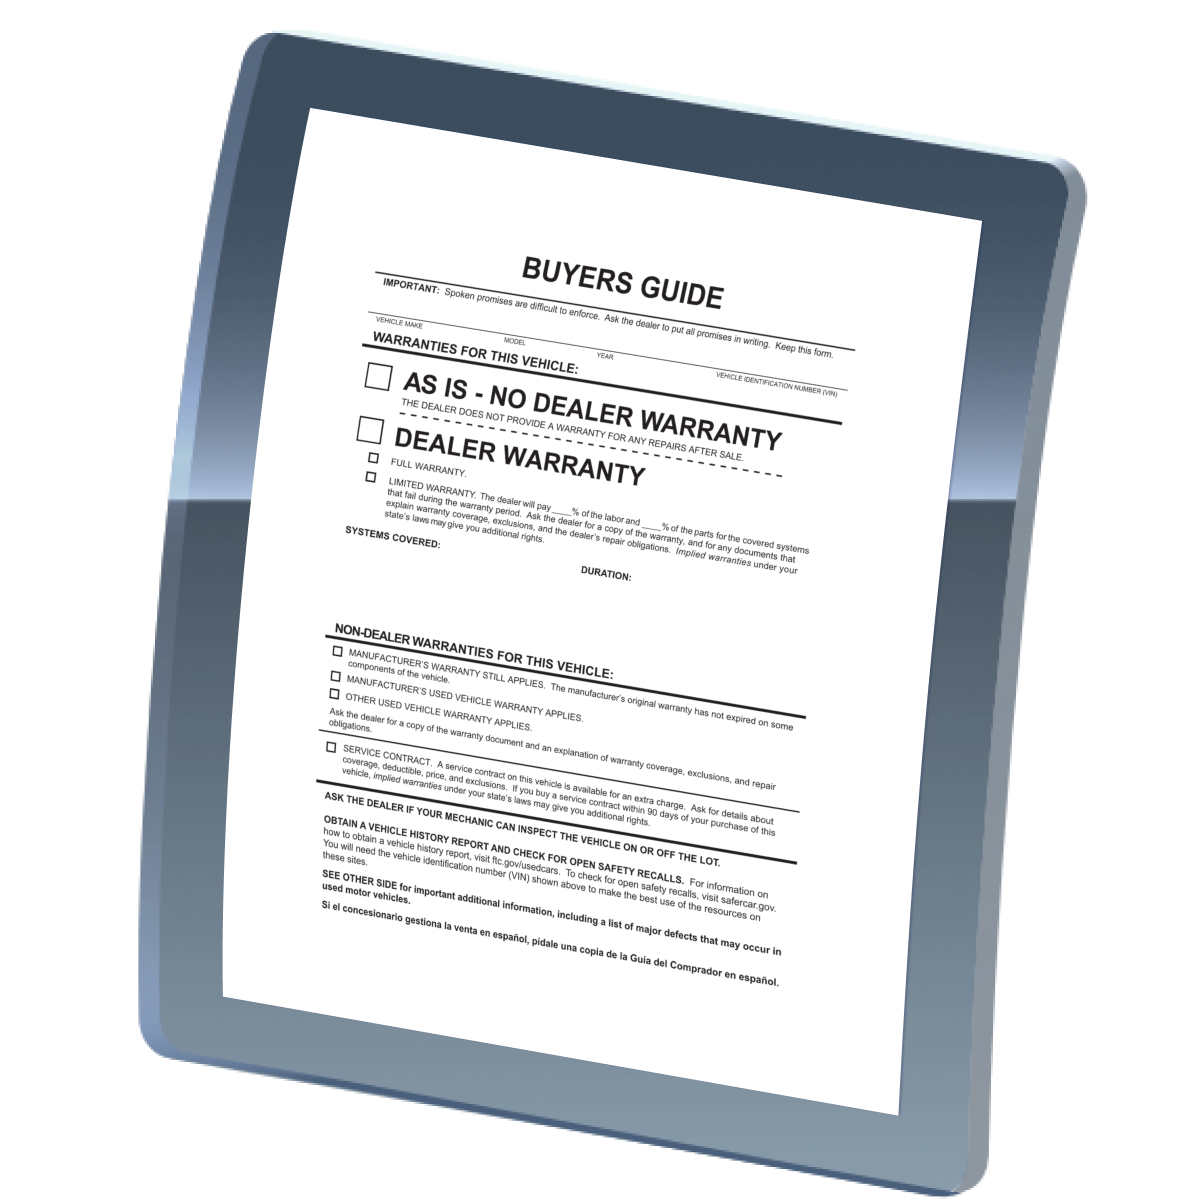 BUYERS GUIDE
IMPORTANT: Spoken promises are difficult to enforce. Ask the dealer to put all promises in writing. Keep this form.
VEHICLE MAKE MODEL YEAR VEHICLE IDENTIFICATION NUMBER (VIN)
WARRANTIES FOR THIS VEHICLE:
AS IS - NO DEALER WARRANTY
THE DEALER DOES NOT PROVIDE A WARRANTY FOR ANY REPAIRS AFTER SALE.
DEALER WARRANTY
FULL WARRANTY.
LIMITED WARRANTY. The dealer will pay ____% of the labor and ____% of the parts for the covered systems
that fail during the warranty period. Ask the dealer for a copy of the warranty, and for any documents that
explain warranty coverage, exclusions, and the dealer's repair obligations. Implied warranties under your
state's laws may give you additional rights.
SYSTEMS COVERED:
DURATION:
NON-DEALER WARRANTIES FOR THIS VEHICLE:
MANUFACTURER'S WARRANTY STILL APPLIES. The manufacturer's original warranty has not expired on some
components of the vehicle.
MANUFACTURER'S USED VEHICLE WARRANTY APPLIES.
OTHER USED VEHICLE WARRANTY APPLIES.
Ask the dealer for a copy of the warranty document and an explanation of warranty coverage, exclusions, and repair
obligations.
SERVICE CONTRACT. A service contract on this vehicle is available for an extra charge. Ask for details about
coverage, deductible, price, and exclusions. If you buy a service contract within 90 days of your purchase of this
vehicle, implied warranties under your state's laws may give you additional rights.
ASK THE DEALER IF YOUR MECHANIC CAN INSPECT THE VEHICLE ON OR OFF THE LOT.
OBTAIN A VEHICLE HISTORY REPORT AND CHECK FOR OPEN SAFETY RECALLS. For information on
how to obtain a vehicle history report, visit ftc.gov/usedcars. To check for open safety recalls, visit safercar.gov.
You will need the vehicle identification number (VIN) shown above to make the best use of the resources on
these sites.
SEE OTHER SIDE for important additional information, including a list of major defects that may occur in
used motor vehicles.
Si el concesionario gestiona la venta en español, pídale una copia de la Guía del Comprador en español.